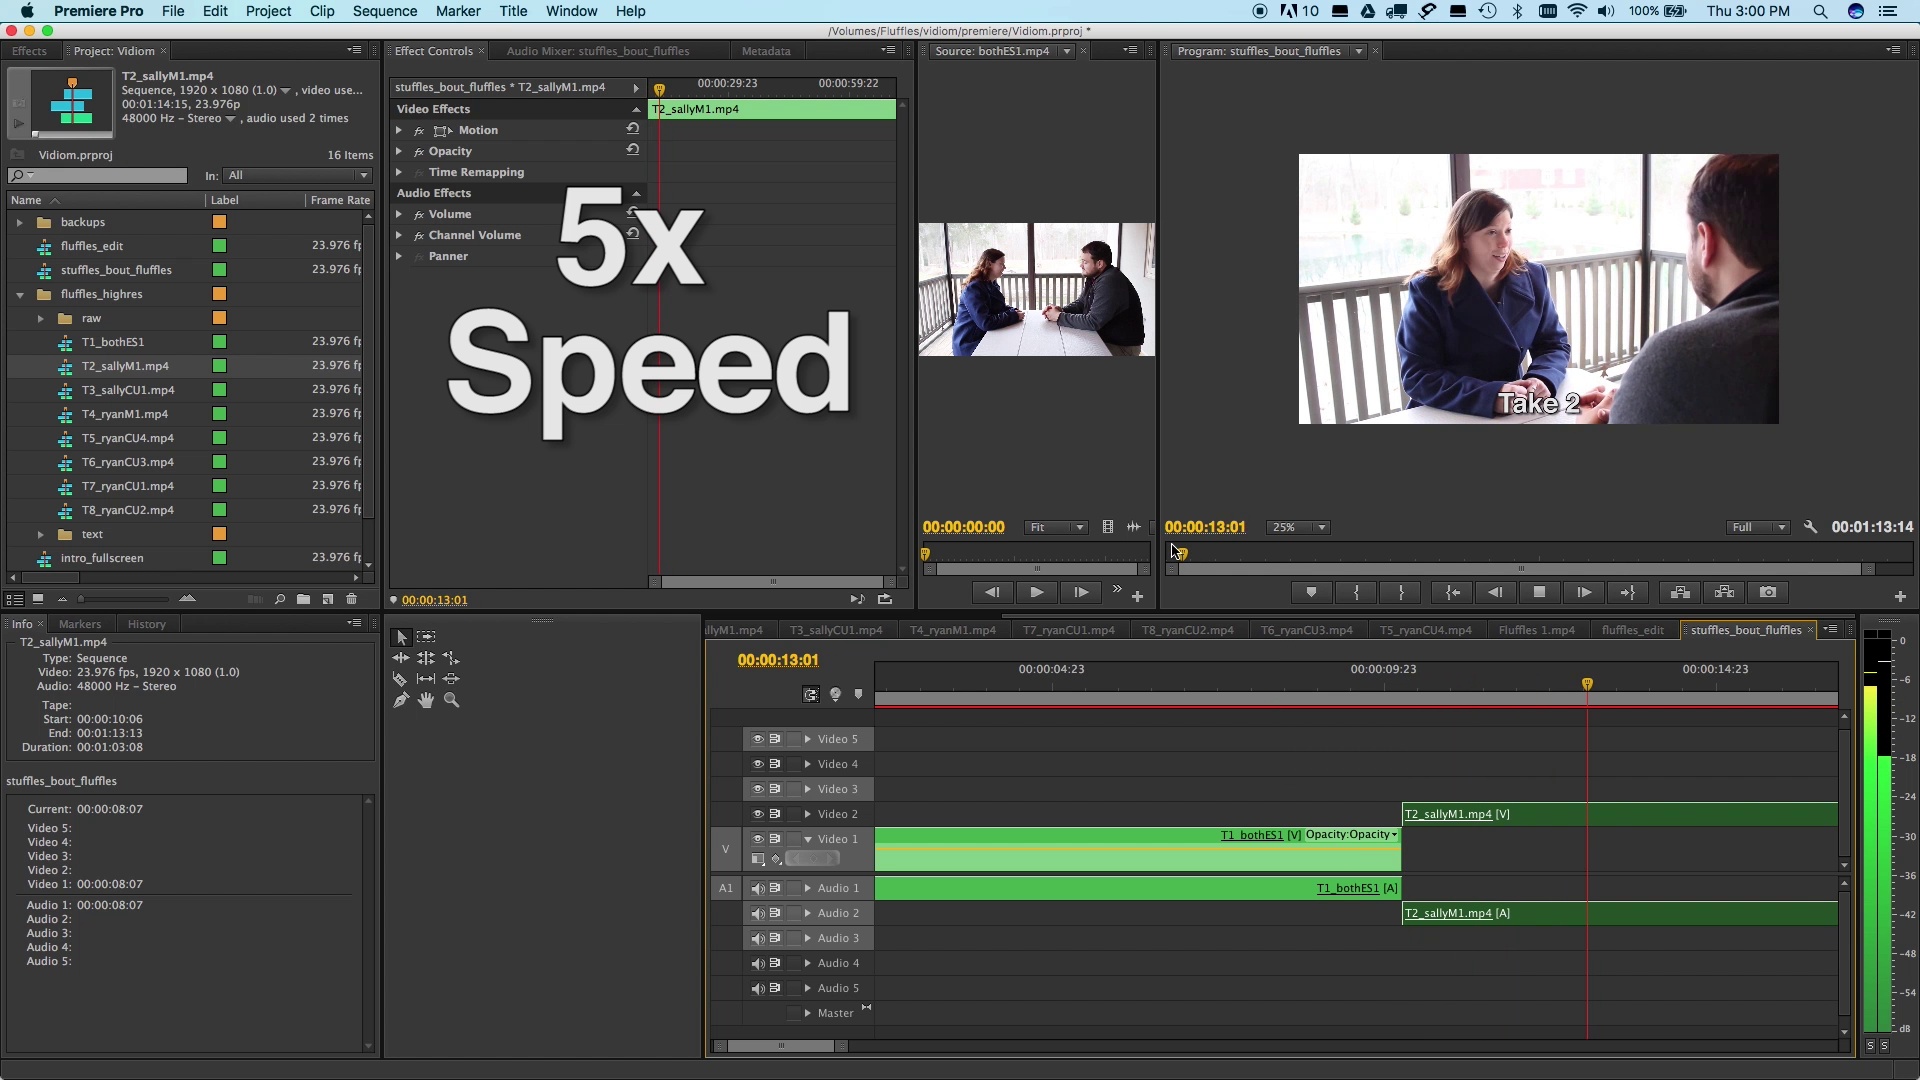 Premiere Pro File Edit Project Clip Sequence Marker Title Window Help
10 100% Thu 3:00 PM
/Volumes/Fluffles/vidiom/premiere/Vidiom.prproj *
Effects Project: Vidiom
T2_sallyM1.mp4
Sequence, 1920 x 1080 (1.0) , video use...
00:01:14:15, 23.976p
48000 Hz - Stereo , audio used 2 times
Vidiom.prproj 16 Items
In: All
Name Label Frame Rate
backups
fluffles_edit 23.976 f
stuffles_bout_fluffles 23.976 f
fluffles_highres
raw
T1_bothES1 23.976 f
T2_sallyM1.mp4 23.976 f
T3_sallyCU1.mp4 23.976 f
T4_ryanM1.mp4 23.976 f
T5_ryanCU4.mp4 23.976 f
T6_ryanCU3.mp4 23.976 f
T7_ryanCU1.mp4 23.976 f
T8_ryanCU2.mp4 23.976 f
text
intro_fullscreen 23.976 f
Effect Controls Audio Mixer: stuffles_bout_fluffles Metadata
stuffles_bout_fluffles * T2_sallyM1.mp4
00:00:29:23 00:00:59:22
Video Effects
T2_sallyM1.mp4
fx Motion
fx Opacity
Time Remapping
Audio Effects
fx Volume
fx Channel Volume
fx Panner
5x
Speed
00:00:13:01
Source: bothES1.mp4
00:00:00:00 Fit
Program: stuffles_bout_fluffles
Take 2
00:00:13:01 25% Full 00:01:13:14
Info Markers History
T2_sallyM1.mp4
Type: Sequence
Video: 23.976 fps, 1920 x 1080 (1.0)
Audio: 48000 Hz - Stereo
Tape:
Start: 00:00:10:06
End: 00:01:13:13
Duration: 00:01:03:08
stuffles_bout_fluffles
Current: 00:00:08:07
Video 5:
Video 4:
Video 3:
Video 2:
Video 1: 00:00:08:07
Audio 1: 00:00:08:07
Audio 2:
Audio 3:
Audio 4:
Audio 5:
llyM1.mp4 T3_sallyCU1.mp4 T4_ryanM1.mp4 T7_ryanCU1.mp4 T8_ryanCU2.mp4 T6_ryanCU3.mp4 T5_ryanCU4.mp4 Fluffles 1.mp4 fluffles_edit stuffles_bout_fluffles
00:00:13:01
00:00:04:23 00:00:09:23 00:00:14:23
Video 5
Video 4
Video 3
Video 2 T2_sallyM1.mp4 [V]
V Video 1 T1_bothES1 [V] Opacity:Opacity
A1 Audio 1 T1_bothES1 [A]
Audio 2 T2_sallyM1.mp4 [A]
Audio 3
Audio 4
Audio 5
Master
0
-6
-12
-18
-24
-30
-36
-42
-48
-54
dB
S S